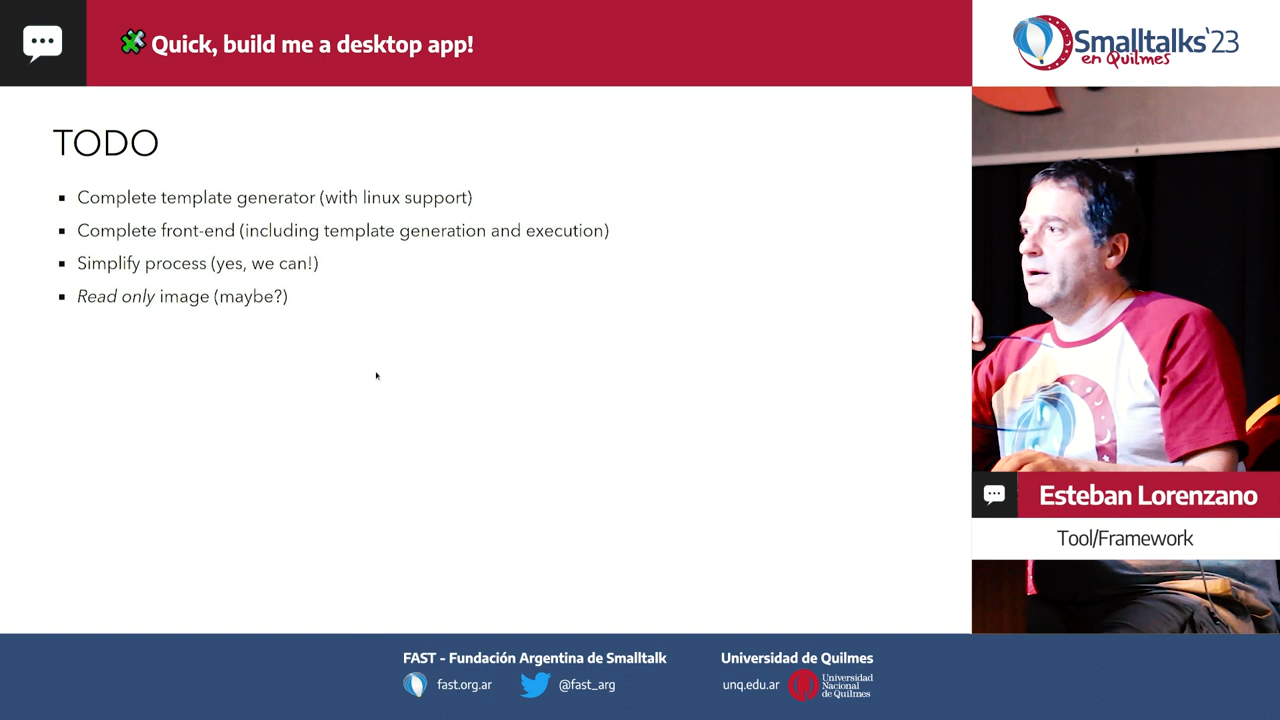 Quick, build me a desktop app!
Smalltalks'23
en Quilmes
TODO
Complete template generator (with linux support)
Complete front-end (including template generation and execution)
Simplify process (yes, we can!)
Read only image (maybe?)
Esteban Lorenzano
Tool/Framework
FAST - Fundación Argentina de Smalltalk
fast.org.ar
@fast_arg
Universidad de Quilmes
unq.edu.ar
Universidad
Nacional
de Quilmes